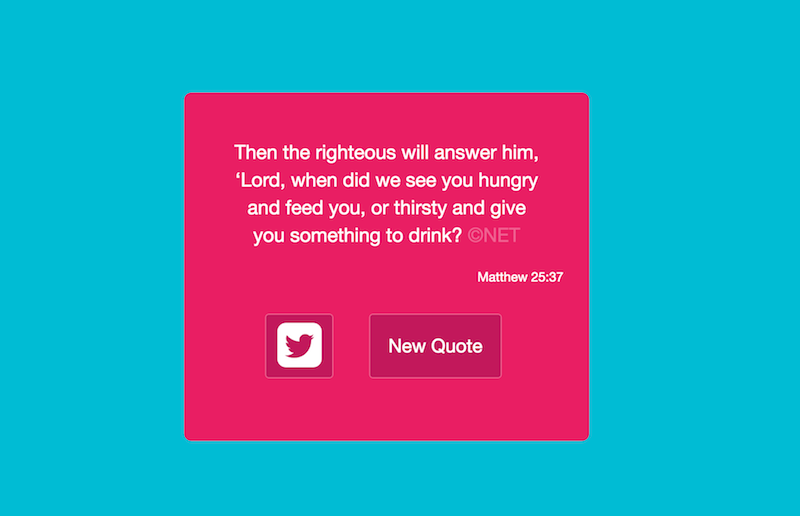 Then the righteous will answer him,
‘Lord, when did we see you hungry
and feed you, or thirsty and give
you something to drink? ©NET
Matthew 25:37
New Quote